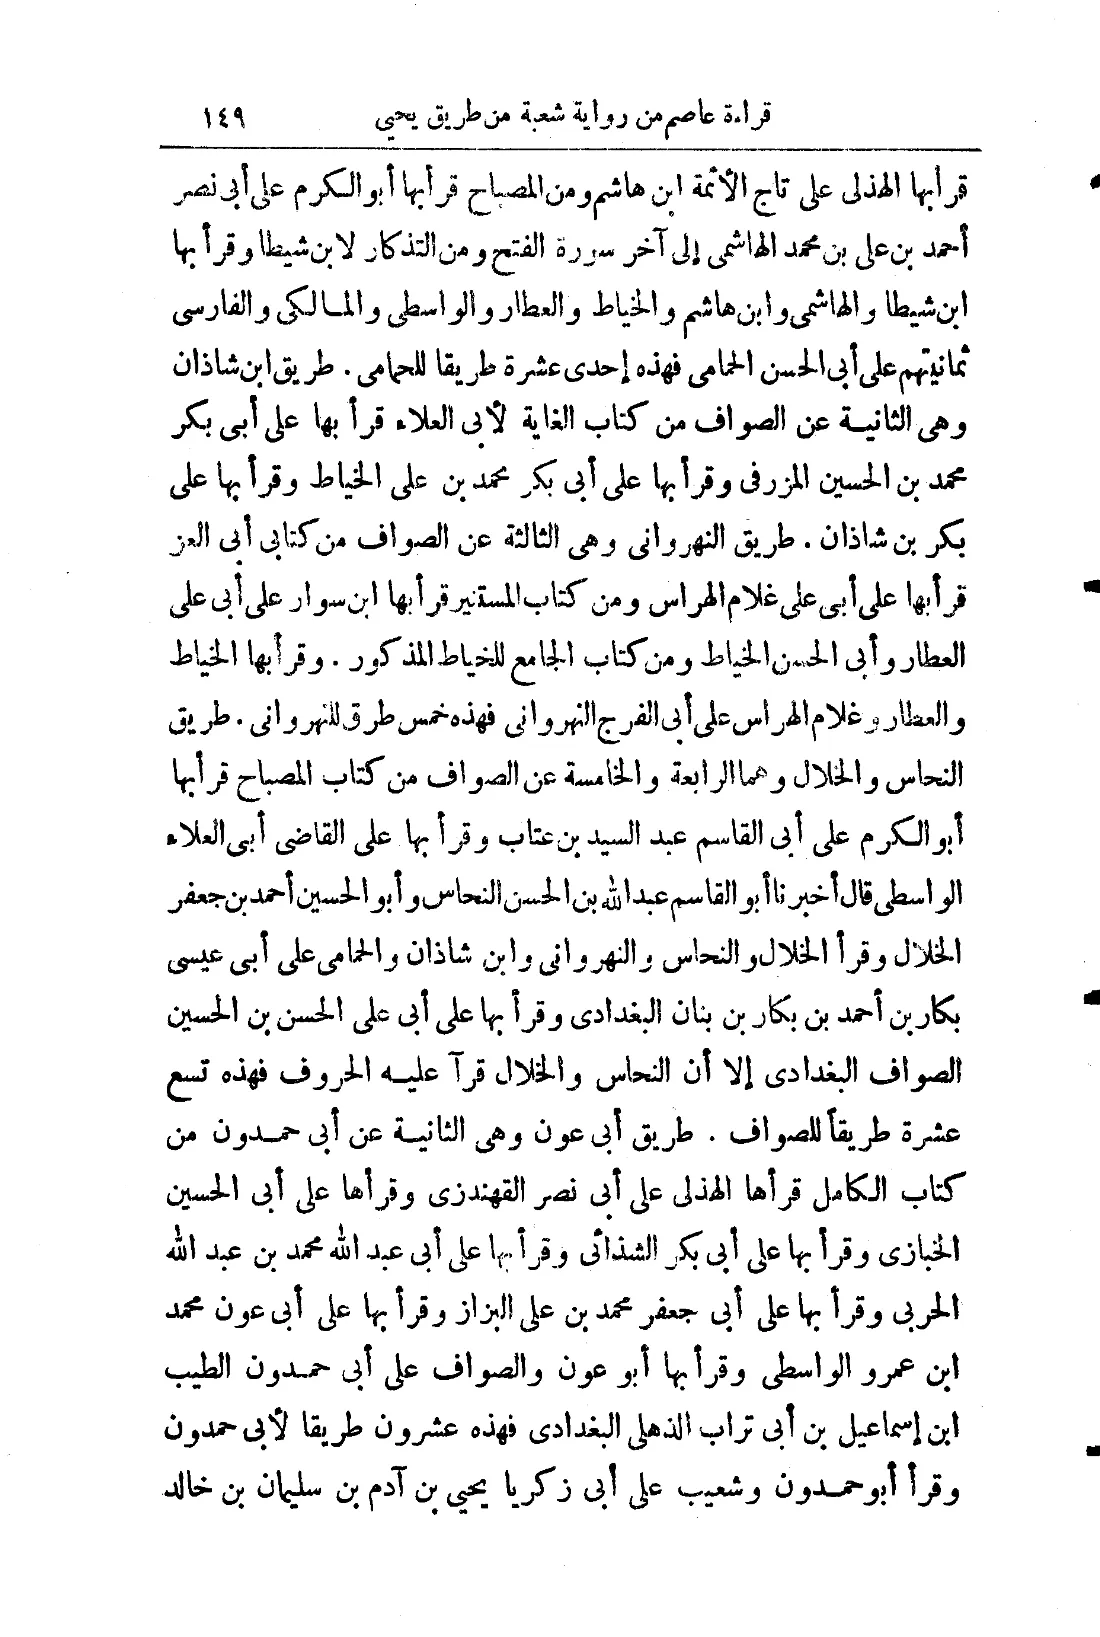 قراءة عاصم من رواية شعبة من طريق يحيي ١٤٩
قرأ بها الهذلى على تاج الأئمة ابن هاشم ومن المصباح قرأ بها أبو الكرم على أبى نصر
أحمد بن على بن محمد الهاشمى إلى آخر سورة الفتح ومن التذكار لابن شيطا وقرأ بها
ابن شيطا والهاشمى وابن هاشم والخياط والعطار والواسطى والمالكى والفارسى
ثمانيتهم على أبى الحسن الحمامى فهذه إحدى عشرة طريقا للحمامى . طريق ابن شاذان
وهى الثانية عن الصواف من كتاب الغاية لأبى العلاء قرأ بها على أبى بكر
محمد بن الحسين المزرفى وقرأ بها على أبى بكر محمد بن على الخياط وقرأ بها على
بكر بن شاذان . طريق النهروانى وهى الثالثة عن الصواف من كتابى أبى العز
قرأ بها على أبى على غلام الهراس ومن كتاب المستنير قرأ بها ابن سوار على أبى على
العطار وأبى الحسن الخياط ومن كتاب الجامع للخياط المذكور . وقرأ بها الخياط
والعطار وغلام الهراس على أبى الفرج النهروانى فهذه خمس طرق للنهروانى . طريق
النحاس والخلال وهما الرابعة والخامسة عن الصواف من كتاب المصباح قرأ بها
أبو الكرم على أبى القاسم عبد السيد بن عتاب وقرأ بها على القاضى أبى العلاء
الواسطى قال أخبرنا أبو القاسم عبد الله بن الحسن النحاس وأبو الحسين أحمد بن جعفر
الخلال وقرأ الخلال والنحاس والنهروانى وابن شاذان والحمامى على أبى عيسى
بكار بن أحمد بن بكار بن بنان البغدادى وقرأ بها على أبى على الحسن بن الحسين
الصواف البغدادى إلا أن النحاس والخلال قرآ عليه الحروف فهذه تسع
عشرة طريقاً للصواف . طريق أبى عون وهى الثانية عن أبى حمدون من
كتاب الكامل قرأها الهذلى على أبى نصر القهندزى وقرأها على أبى الحسين
الخبازى وقرأ بها على أبى بكر الشذائى وقرأ بها على أبى عبد الله محمد بن عبد الله
الحربى وقرأ بها على أبى جعفر محمد بن على البزاز وقرأ بها على أبى عون محمد
ابن عمرو الواسطى وقرأ بها أبو عون والصواف على أبى حمدون الطيب
ابن إسماعيل بن أبى تراب الذهلى البغدادى فهذه عشرون طريقا لأبى حمدون
وقرأ أبو حمدون وشعيب على أبى زكريا يحيي بن آدم بن سليمان بن خالد